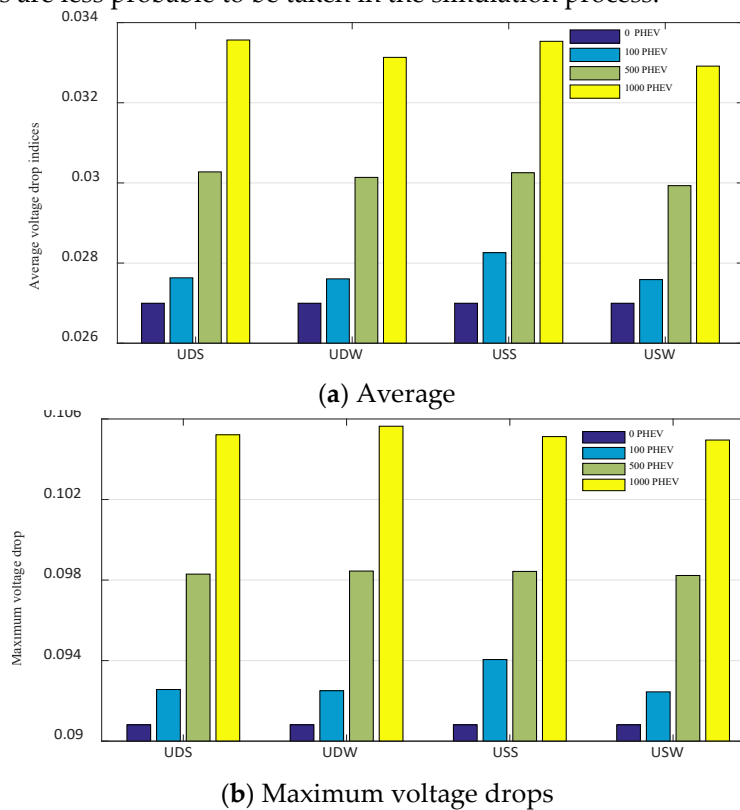 s are less probable to be taken in the simulation process.
0.034
0 PHEV
100 PHEV
500 PHEV
1000 PHEV
0.032
0.03
0.028
0.026
Average voltage drop indices
UDS UDW USS USW
(a) Average
0.106
0 PHEV
100 PHEV
500 PHEV
1000 PHEV
0.102
0.098
0.094
0.09
Maximum voltage drop
UDS UDW USS USW
(b) Maximum voltage drops